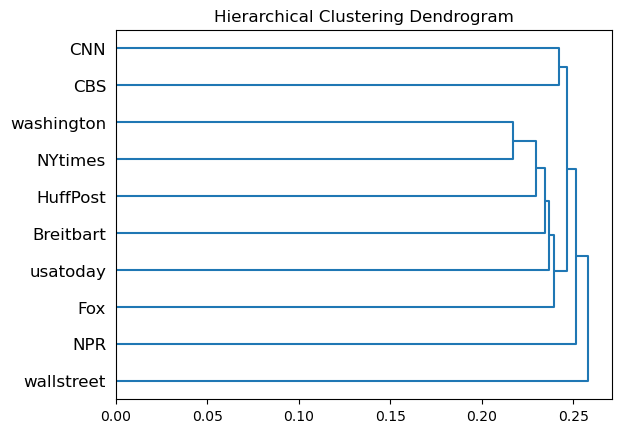 Hierarchical Clustering Dendrogram
CNN
CBS
washington
NYtimes
HuffPost
Breitbart
usatoday
Fox
NPR
wallstreet
0.00 0.05 0.10 0.15 0.20 0.25